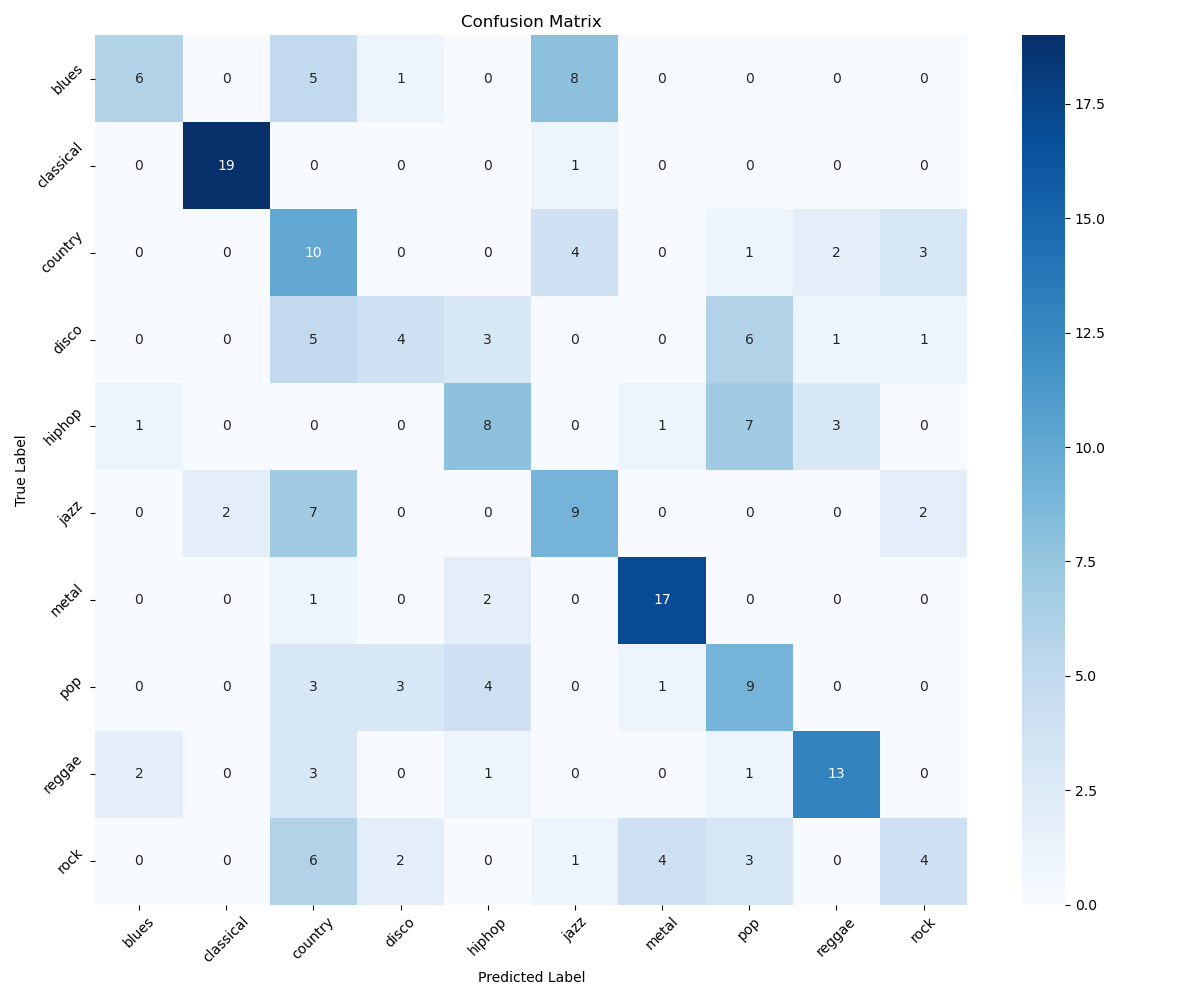 Confusion Matrix
True Label
blues 6 0 5 1 0 8 0 0 0 0
classical 0 19 0 0 0 1 0 0 0 0
country 0 0 10 0 0 4 0 1 2 3
disco 0 0 5 4 3 0 0 6 1 1
hiphop 1 0 0 0 8 0 1 7 3 0
jazz 0 2 7 0 0 9 0 0 0 2
metal 0 0 1 0 2 0 17 0 0 0
pop 0 0 3 3 4 0 1 9 0 0
reggae 2 0 3 0 1 0 0 1 13 0
rock 0 0 6 2 0 1 4 3 0 4
blues classical country disco hiphop jazz metal pop reggae rock
Predicted Label
17.5
15.0
12.5
10.0
7.5
5.0
2.5
0.0